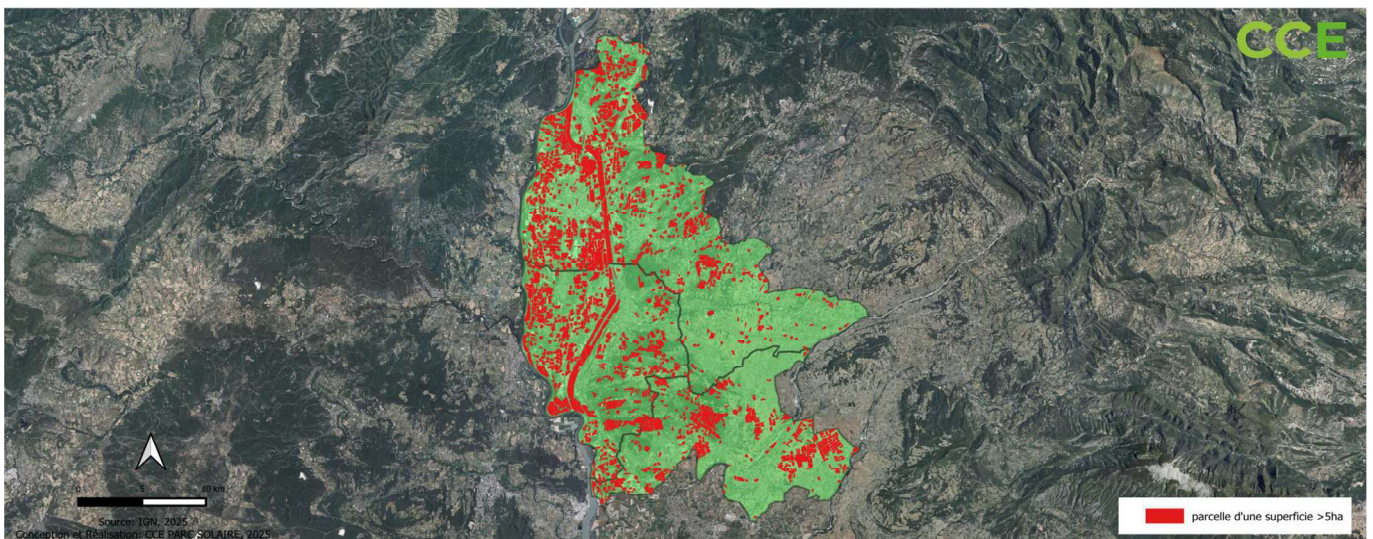 CCE
0 5 10 km
Source: IGN, 2025
Conception et Réalisation: CCE PARC SOLAIRE, 2025
parcelle d'une superficie >5ha